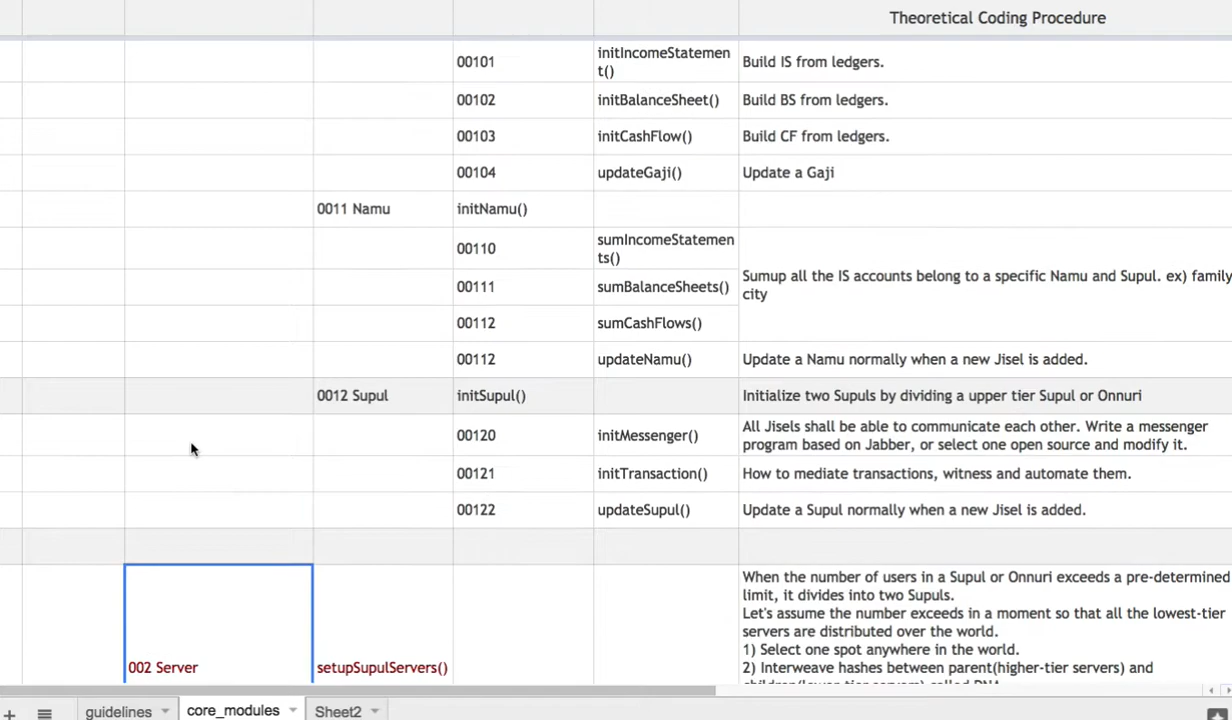 Theoretical Coding Procedure
00101 initIncomeStatemen Build IS from ledgers.
t()
00102 initBalanceSheet() Build BS from ledgers.
00103 initCashFlow() Build CF from ledgers.
00104 updateGaji() Update a Gaji
0011 Namu initNamu()
00110 sumIncomeStatemen
ts()
Sumup all the IS accounts belong to a specific Namu and Supul. ex) family
city
00111 sumBalanceSheets()
00112 sumCashFlows()
00112 updateNamu() Update a Namu normally when a new Jisel is added.
0012 Supul initSupul() Initialize two Supuls by dividing a upper tier Supul or Onnuri
00120 initMessenger() All Jisels shall be able to communicate each other. Write a messenger
program based on Jabber, or select one open source and modify it.
00121 initTransaction() How to mediate transactions, witness and automate them.
00122 updateSupul() Update a Supul normally when a new Jisel is added.
When the number of users in a Supul or Onnuri exceeds a pre-determined
limit, it divides into two Supuls.
Let's assume the number exceeds in a moment so that all the lowest-tier
servers are distributed over the world.
1) Select one spot anywhere in the world.
002 Server setupSupulServers() 2) Interweave hashes between parent(higher-tier servers) and
guidelines core_modules Sheet2